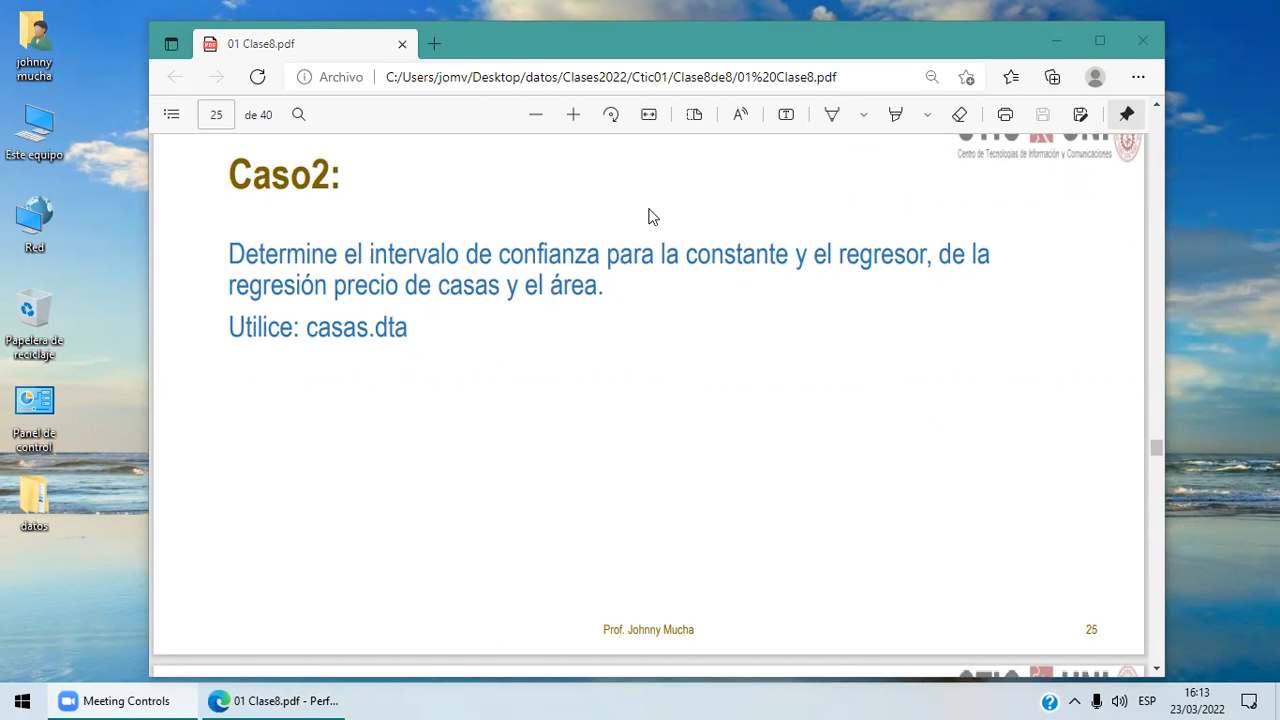 johnny
mucha
Este equipo
Red
Papelera de
reciclaje
Panel de
control
datos
01 Clase8.pdf
Archivo
C:/Users/jomv/Desktop/datos/Clases2022/Ctic01/Clase8de8/01%20Clase8.pdf
25
de 40
Centro de Tecnologías de Información y Comunicaciones
Caso2:
Determine el intervalo de confianza para la constante y el regresor, de la
regresión precio de casas y el área.
Utilice: casas.dta
Prof. Johnny Mucha
25
Meeting Controls
01 Clase8.pdf - Perf...
ESP
16:13
23/03/2022